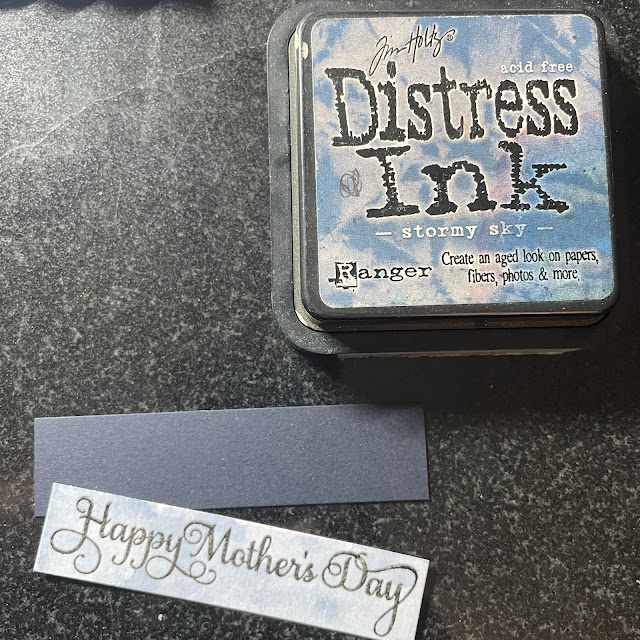 Tim Holtz®
acid free
Distress
Ink
— stormy sky —
Create an aged look on papers,
Ranger
fibers, photos & more
Happy Mother's Day